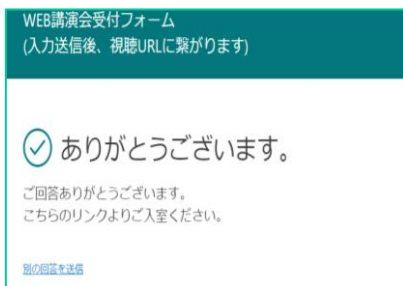 WEB講演会受付フォーム
(入力送信後、視聴URLに繋がります)
ありがとうございます。
ご回答ありがとうございます。
こちらのリンクよりご入室ください。
別の回答を送信